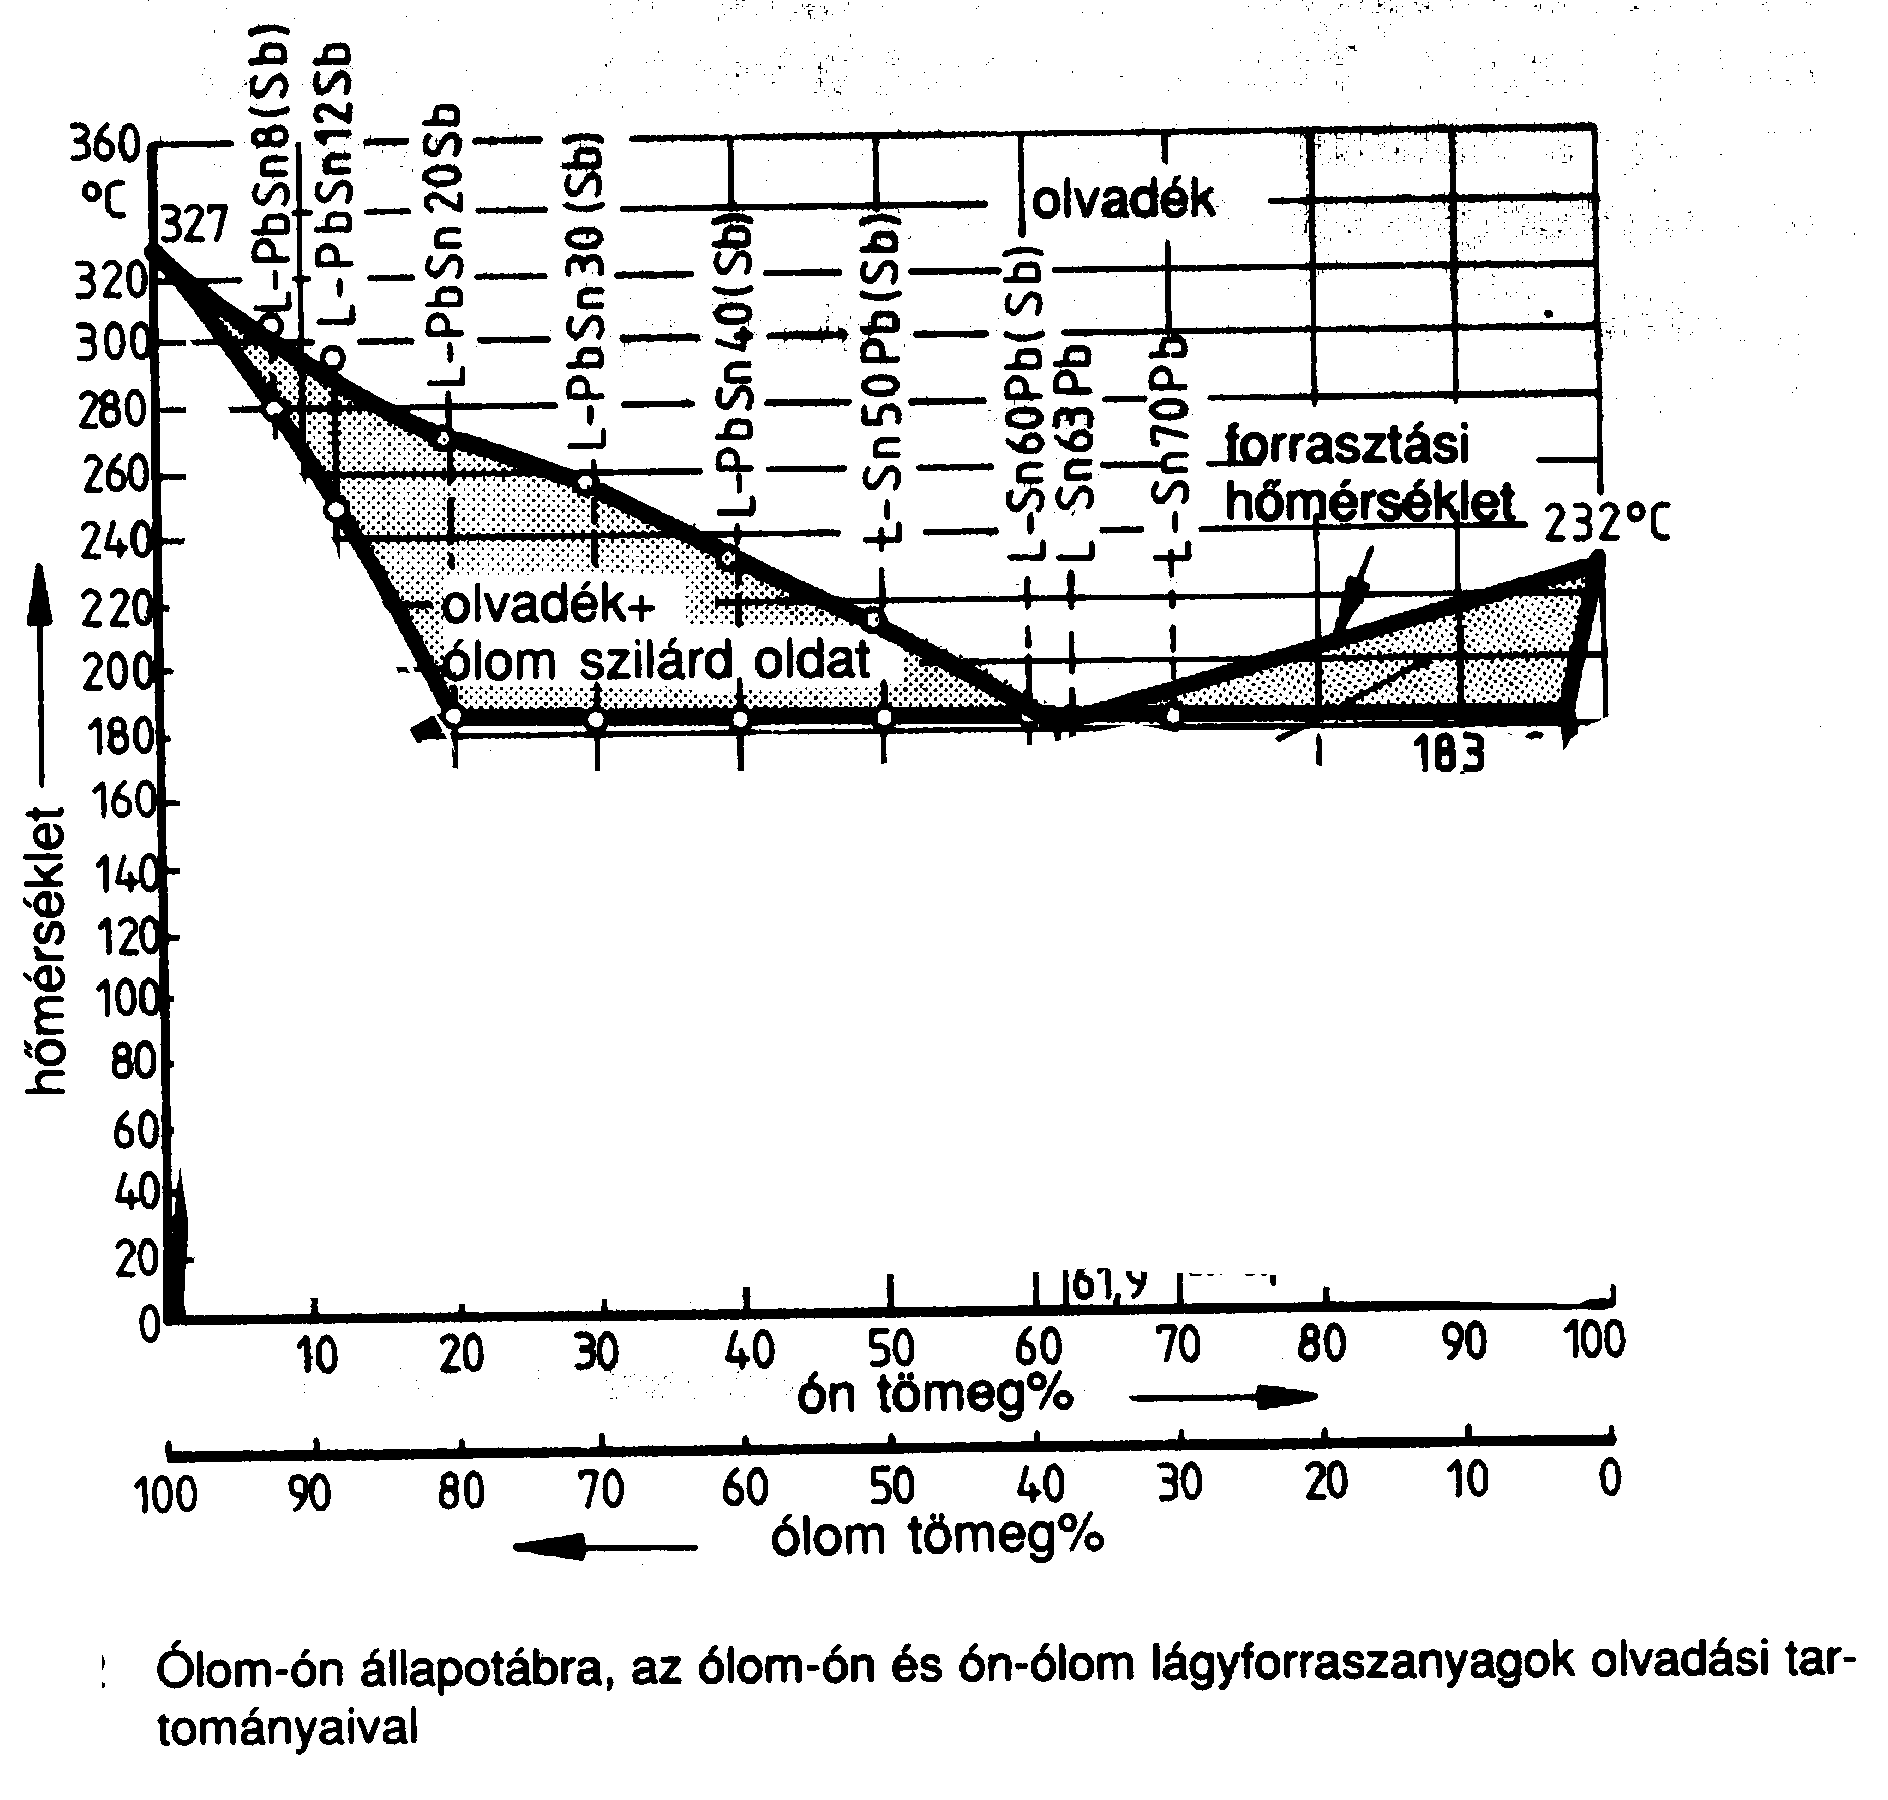 360
°C
327
320
300
280
260
240
220
200
180
160
140
120
100
80
60
40
20
0
hőmérséklet
L-PbSn8(Sb)
L-PbSn12Sb
L-PbSn20Sb
L-PbSn30(Sb)
L-PbSn40(Sb)
L-Sn50Pb(Sb)
L-Sn60Pb(Sb)
L Sn63Pb
L-Sn70Pb
olvadék
forrasztási
hőmérséklet
232°C
olvadék+
ólom szilárd oldat
183
61,9
10 20 30 40 50 60 70 80 90 100
ón tömeg%
100 90 80 70 60 50 40 30 20 10 0
ólom tömeg%
Ólom-ón állapotábra, az ólom-ón és ón-ólom lágyforraszanyagok olvadási tar-
tományaival